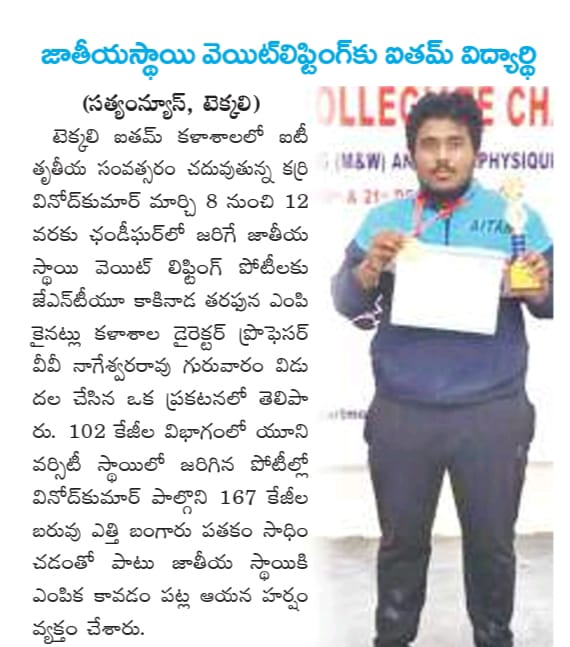 జాతీయస్థాయి వెయిట్‌లిఫ్టింగ్‌కు ఐతమ్ విద్యార్థి
(సత్యంన్యూస్, టెక్కలి)
టెక్కలి ఐతమ్ కళాశాలలో ఐటీ
తృతీయ సంవత్సరం చదువుతున్న కర్రి
వినోద్‌కుమార్ మార్చి 8 నుంచి 12
వరకు ఛండీఘర్‌లో జరిగే జాతీయ
స్థాయి వెయిట్ లిఫ్టింగ్ పోటీలకు
జేఎన్‌టీయూ కాకినాడ తరఫున ఎంపి
కైనట్లు కళాశాల డైరెక్టర్ ప్రొఫెసర్
వీవీ నాగేశ్వరరావు గురువారం విడు
దల చేసిన ఒక ప్రకటనలో తెలిపా
రు. 102 కేజీల విభాగంలో యూని
వర్సిటీ స్థాయిలో జరిగిన పోటీల్లో
వినోద్‌కుమార్ పాల్గొని 167 కేజీల
బరువు ఎత్తి బంగారు పతకం సాధిం
చడంతో పాటు జాతీయ స్థాయికి
ఎంపిక కావడం పట్ల ఆయన హర్షం
వ్యక్తం చేశారు.
OLLEGIATE CHA
(M&W) AN PHYSIQU
& 21
AITAM